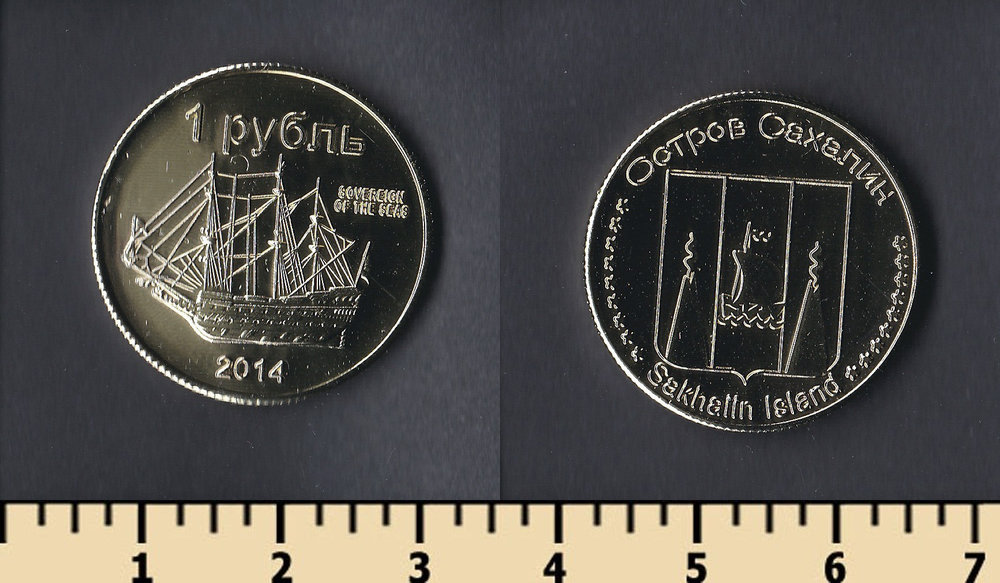 1 рубль
SOVEREIGN
OF THE SEAS
2014
Остров Сахалин
Sakhalin Island
1 2 3 4 5 6 7